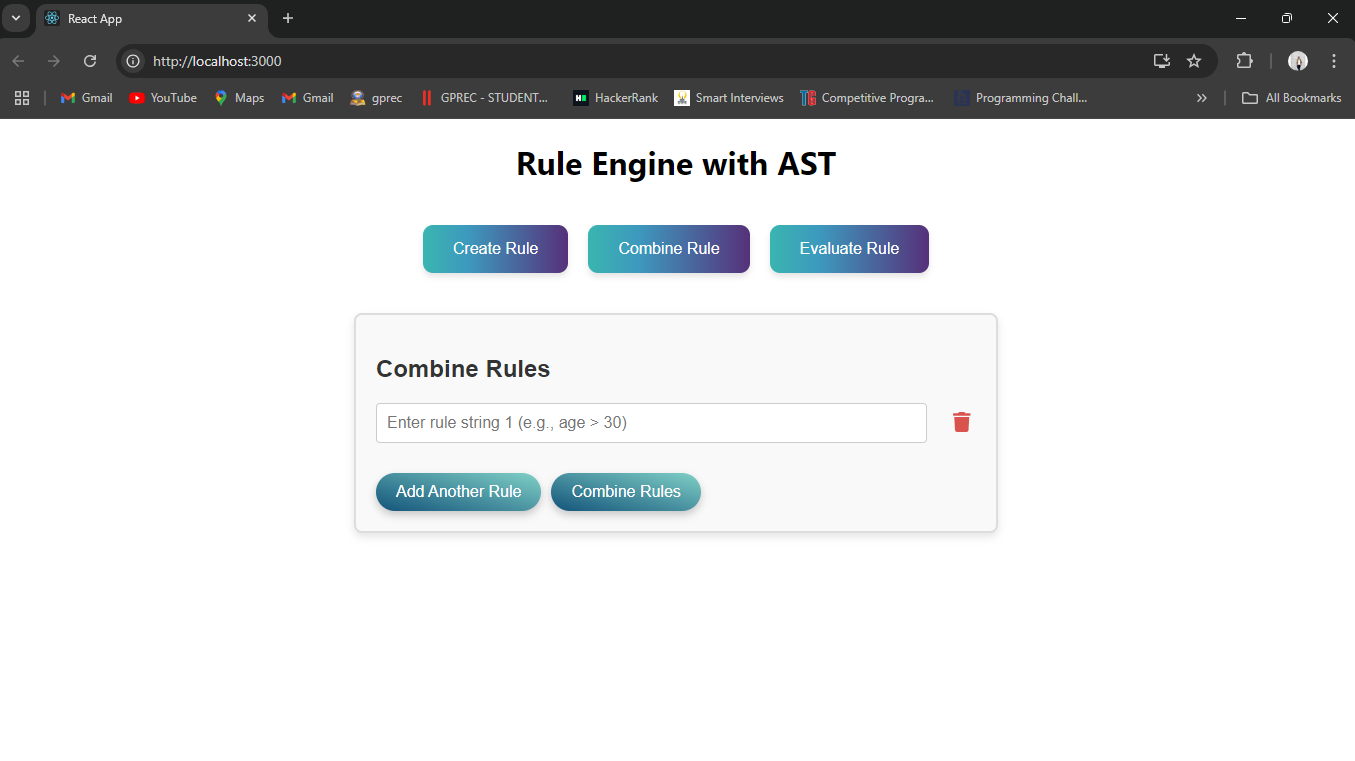 React App
http://localhost:3000
Gmail YouTube Maps Gmail gprec GPREC - STUDENT... HackerRank Smart Interviews Competitive Progra... Programming Chall... All Bookmarks
Rule Engine with AST
Create Rule Combine Rule Evaluate Rule
Combine Rules
Enter rule string 1 (e.g., age > 30)
Add Another Rule Combine Rules